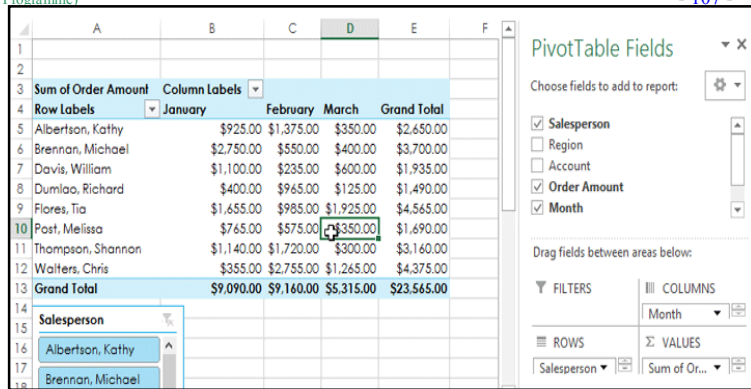 Programme)
- 107 -
A B C D E F
1
2
3 Sum of Order Amount Column Labels
4 Row Labels January February March Grand Total
5 Albertson, Kathy $925.00 $1,375.00 $350.00 $2,650.00
6 Brennan, Michael $2,750.00 $550.00 $400.00 $3,700.00
7 Davis, William $1,100.00 $235.00 $600.00 $1,935.00
8 Dumlao, Richard $400.00 $965.00 $125.00 $1,490.00
9 Flores, Tia $1,655.00 $985.00 $1,925.00 $4,565.00
10 Post, Melissa $765.00 $575.00 $350.00 $1,690.00
11 Thompson, Shannon $1,140.00 $1,720.00 $300.00 $3,160.00
12 Walters, Chris $355.00 $2,755.00 $1,265.00 $4,375.00
13 Grand Total $9,090.00 $9,160.00 $5,315.00 $23,565.00
14
15 Salesperson
16 Albertson, Kathy
17
18 Brennan, Michael
PivotTable Fields
Choose fields to add to report:
Salesperson
Region
Account
Order Amount
Month
Drag fields between areas below:
FILTERS COLUMNS
Month
ROWS Σ VALUES
Salesperson Sum of Or...